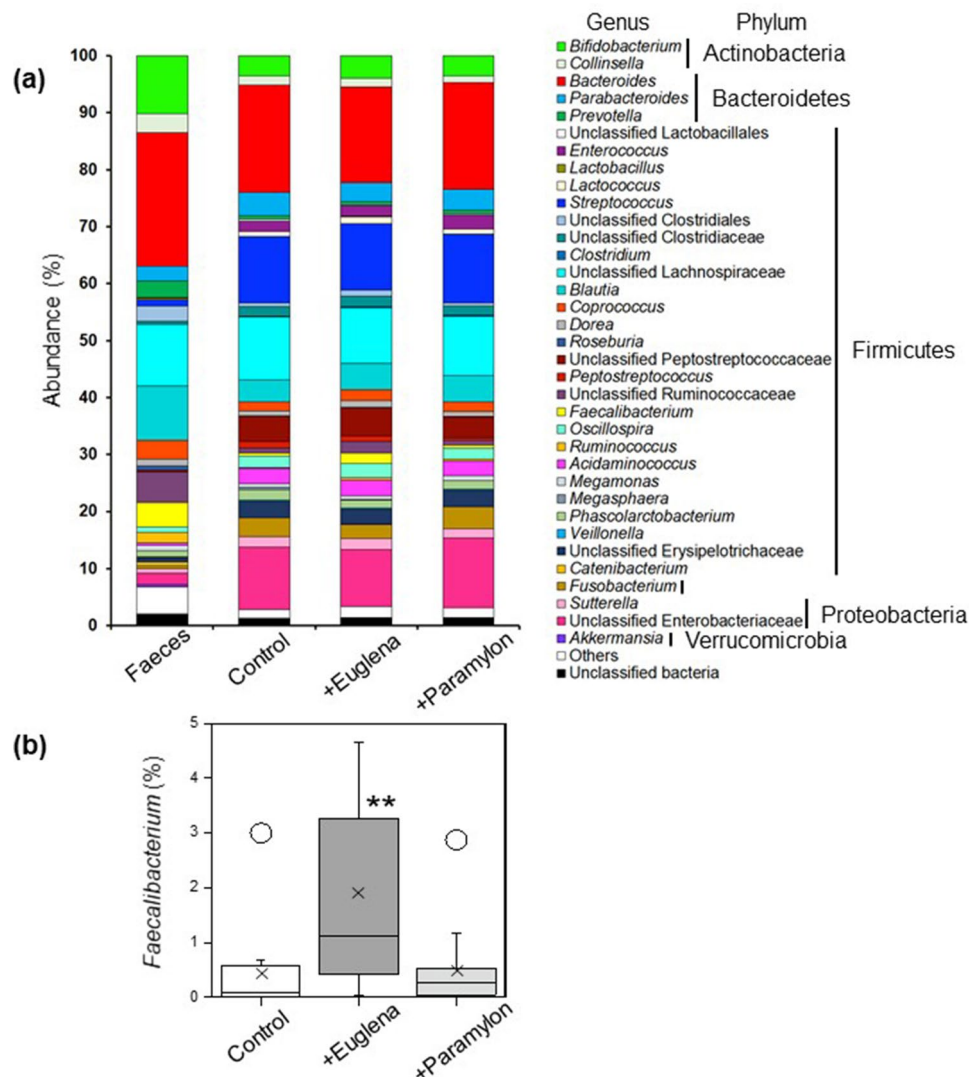 Genus Phylum
(a)
Abundance (%)
100
90
80
70
60
50
40
30
20
10
0
Faeces
Control
+Euglena
+Paramylon
Bifidobacterium
Collinsella
Actinobacteria
Bacteroides
Parabacteroides
Prevotella
Bacteroidetes
Unclassified Lactobacillales
Enterococcus
Lactobacillus
Lactococcus
Streptococcus
Unclassified Clostridiales
Unclassified Clostridiaceae
Clostridium
Unclassified Lachnospiraceae
Blautia
Coprococcus
Dorea
Roseburia
Unclassified Peptostreptococcaceae
Peptostreptococcus
Unclassified Ruminococcaceae
Faecalibacterium
Oscillospira
Ruminococcus
Acidaminococcus
Megamonas
Megasphaera
Phascolarctobacterium
Veillonella
Unclassified Erysipelotrichaceae
Catenibacterium
Firmicutes
Fusobacterium
Sutterella
Unclassified Enterobacteriaceae
Proteobacteria
Akkermansia
Verrucomicrobia
Others
Unclassified bacteria
(b)
Faecalibacterium (%)
5
4
3
2
1
0
**
Control
+Euglena
+Paramylon